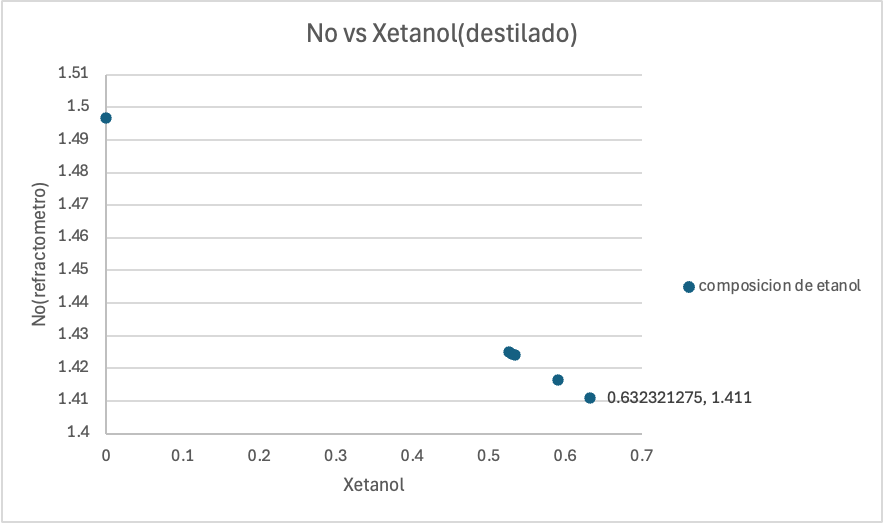 No vs Xetanol(destilado)
No(refractometro)
1.51
1.5
1.49
1.48
1.47
1.46
1.45
1.44
1.43
1.42
1.41
1.4
0.632321275, 1.411
0 0.1 0.2 0.3 0.4 0.5 0.6 0.7
Xetanol
composicion de etanol